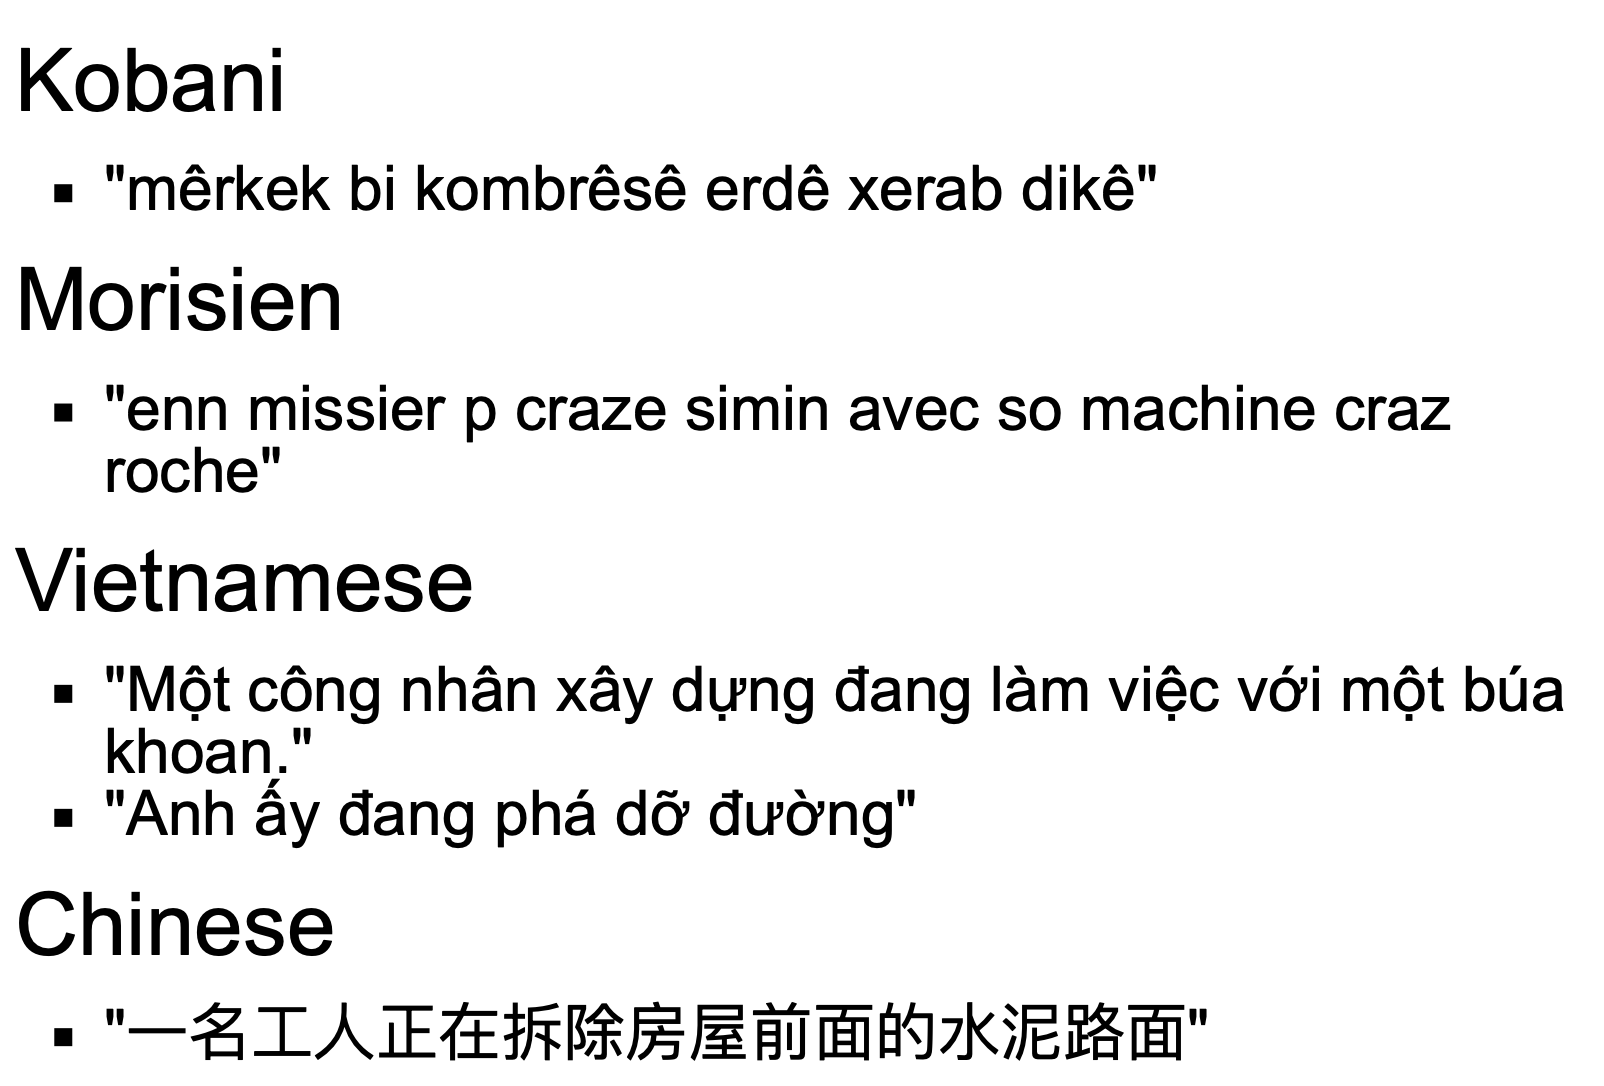 Kobani
▪ "mêrkek bi kombrêsê erdê xerab dikê"
Morisien
▪ "enn missier p craze simin avec so machine craz
roche"
Vietnamese
▪ "Một công nhân xây dựng đang làm việc với một búa
khoan."
▪ "Anh ấy đang phá dỡ đường"
Chinese
▪ "一名工人正在拆除房屋前面的水泥路面"